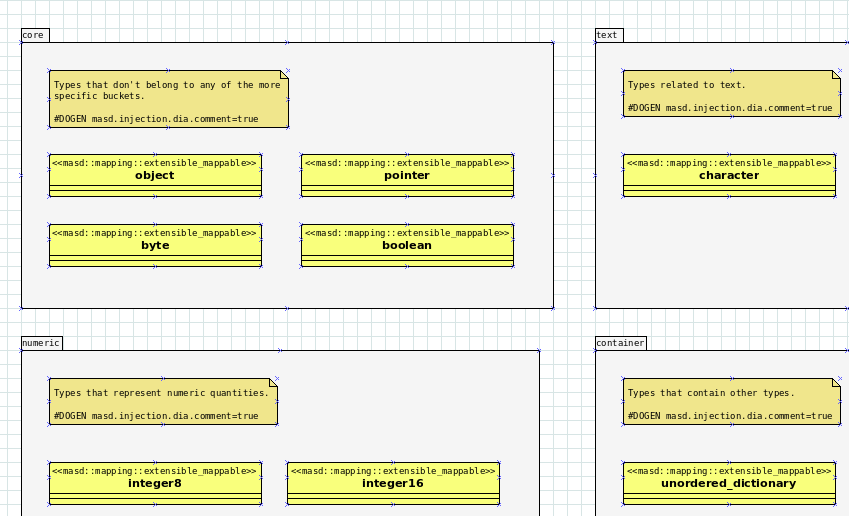 core
Types that don't belong to any of the more
specific buckets.
#DOGEN masd.injection.dia.comment=true
<<masd::mapping::extensible_mappable>>
object
<<masd::mapping::extensible_mappable>>
pointer
<<masd::mapping::extensible_mappable>>
byte
<<masd::mapping::extensible_mappable>>
boolean
text
Types related to text.
#DOGEN masd.injection.dia.comment=true
<<masd::mapping::extensible_mappable>>
character
numeric
Types that represent numeric quantities.
#DOGEN masd.injection.dia.comment=true
<<masd::mapping::extensible_mappable>>
integer8
<<masd::mapping::extensible_mappable>>
integer16
container
Types that contain other types.
#DOGEN masd.injection.dia.comment=true
<<masd::mapping::extensible_mappable>>
unordered_dictionary